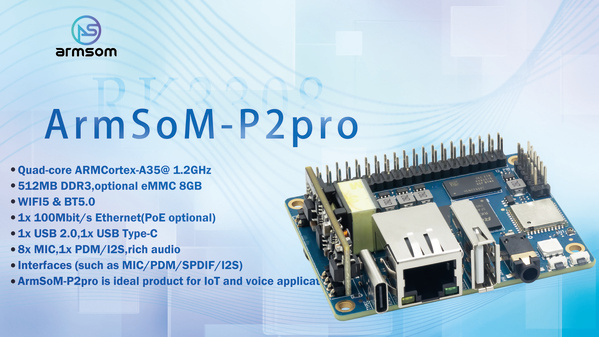 armsom
RK3308
ArmSoM-P2pro
Quad-core ARMCortex-A35@ 1.2GHz
512MB DDR3,optional eMMC 8GB
WIFI5 & BT5.0
1x 100Mbit/s Ethernet(PoE optional)
1x USB 2.0,1x USB Type-C
8x MIC,1x PDM/I2S,rich audio
Interfaces (such as MIC/PDM/SPDIF/I2S)
ArmSoM-P2pro is ideal product for IoT and voice applicat